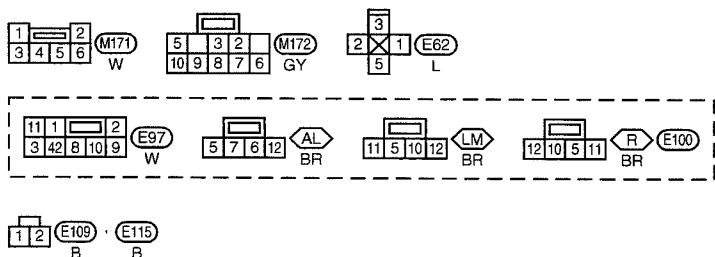 1 2 M171
3 4 5 6
W
5 3 2 M172
10 9 8 7 6
GY
3
2 1 E62
5
L
11 1 2 E97
3 42 8 10 9
W
AL
5 7 6 12
BR
LM
11 5 10 12
BR
R E100
12 10 5 11
BR
1 2 E109 · E115
B B